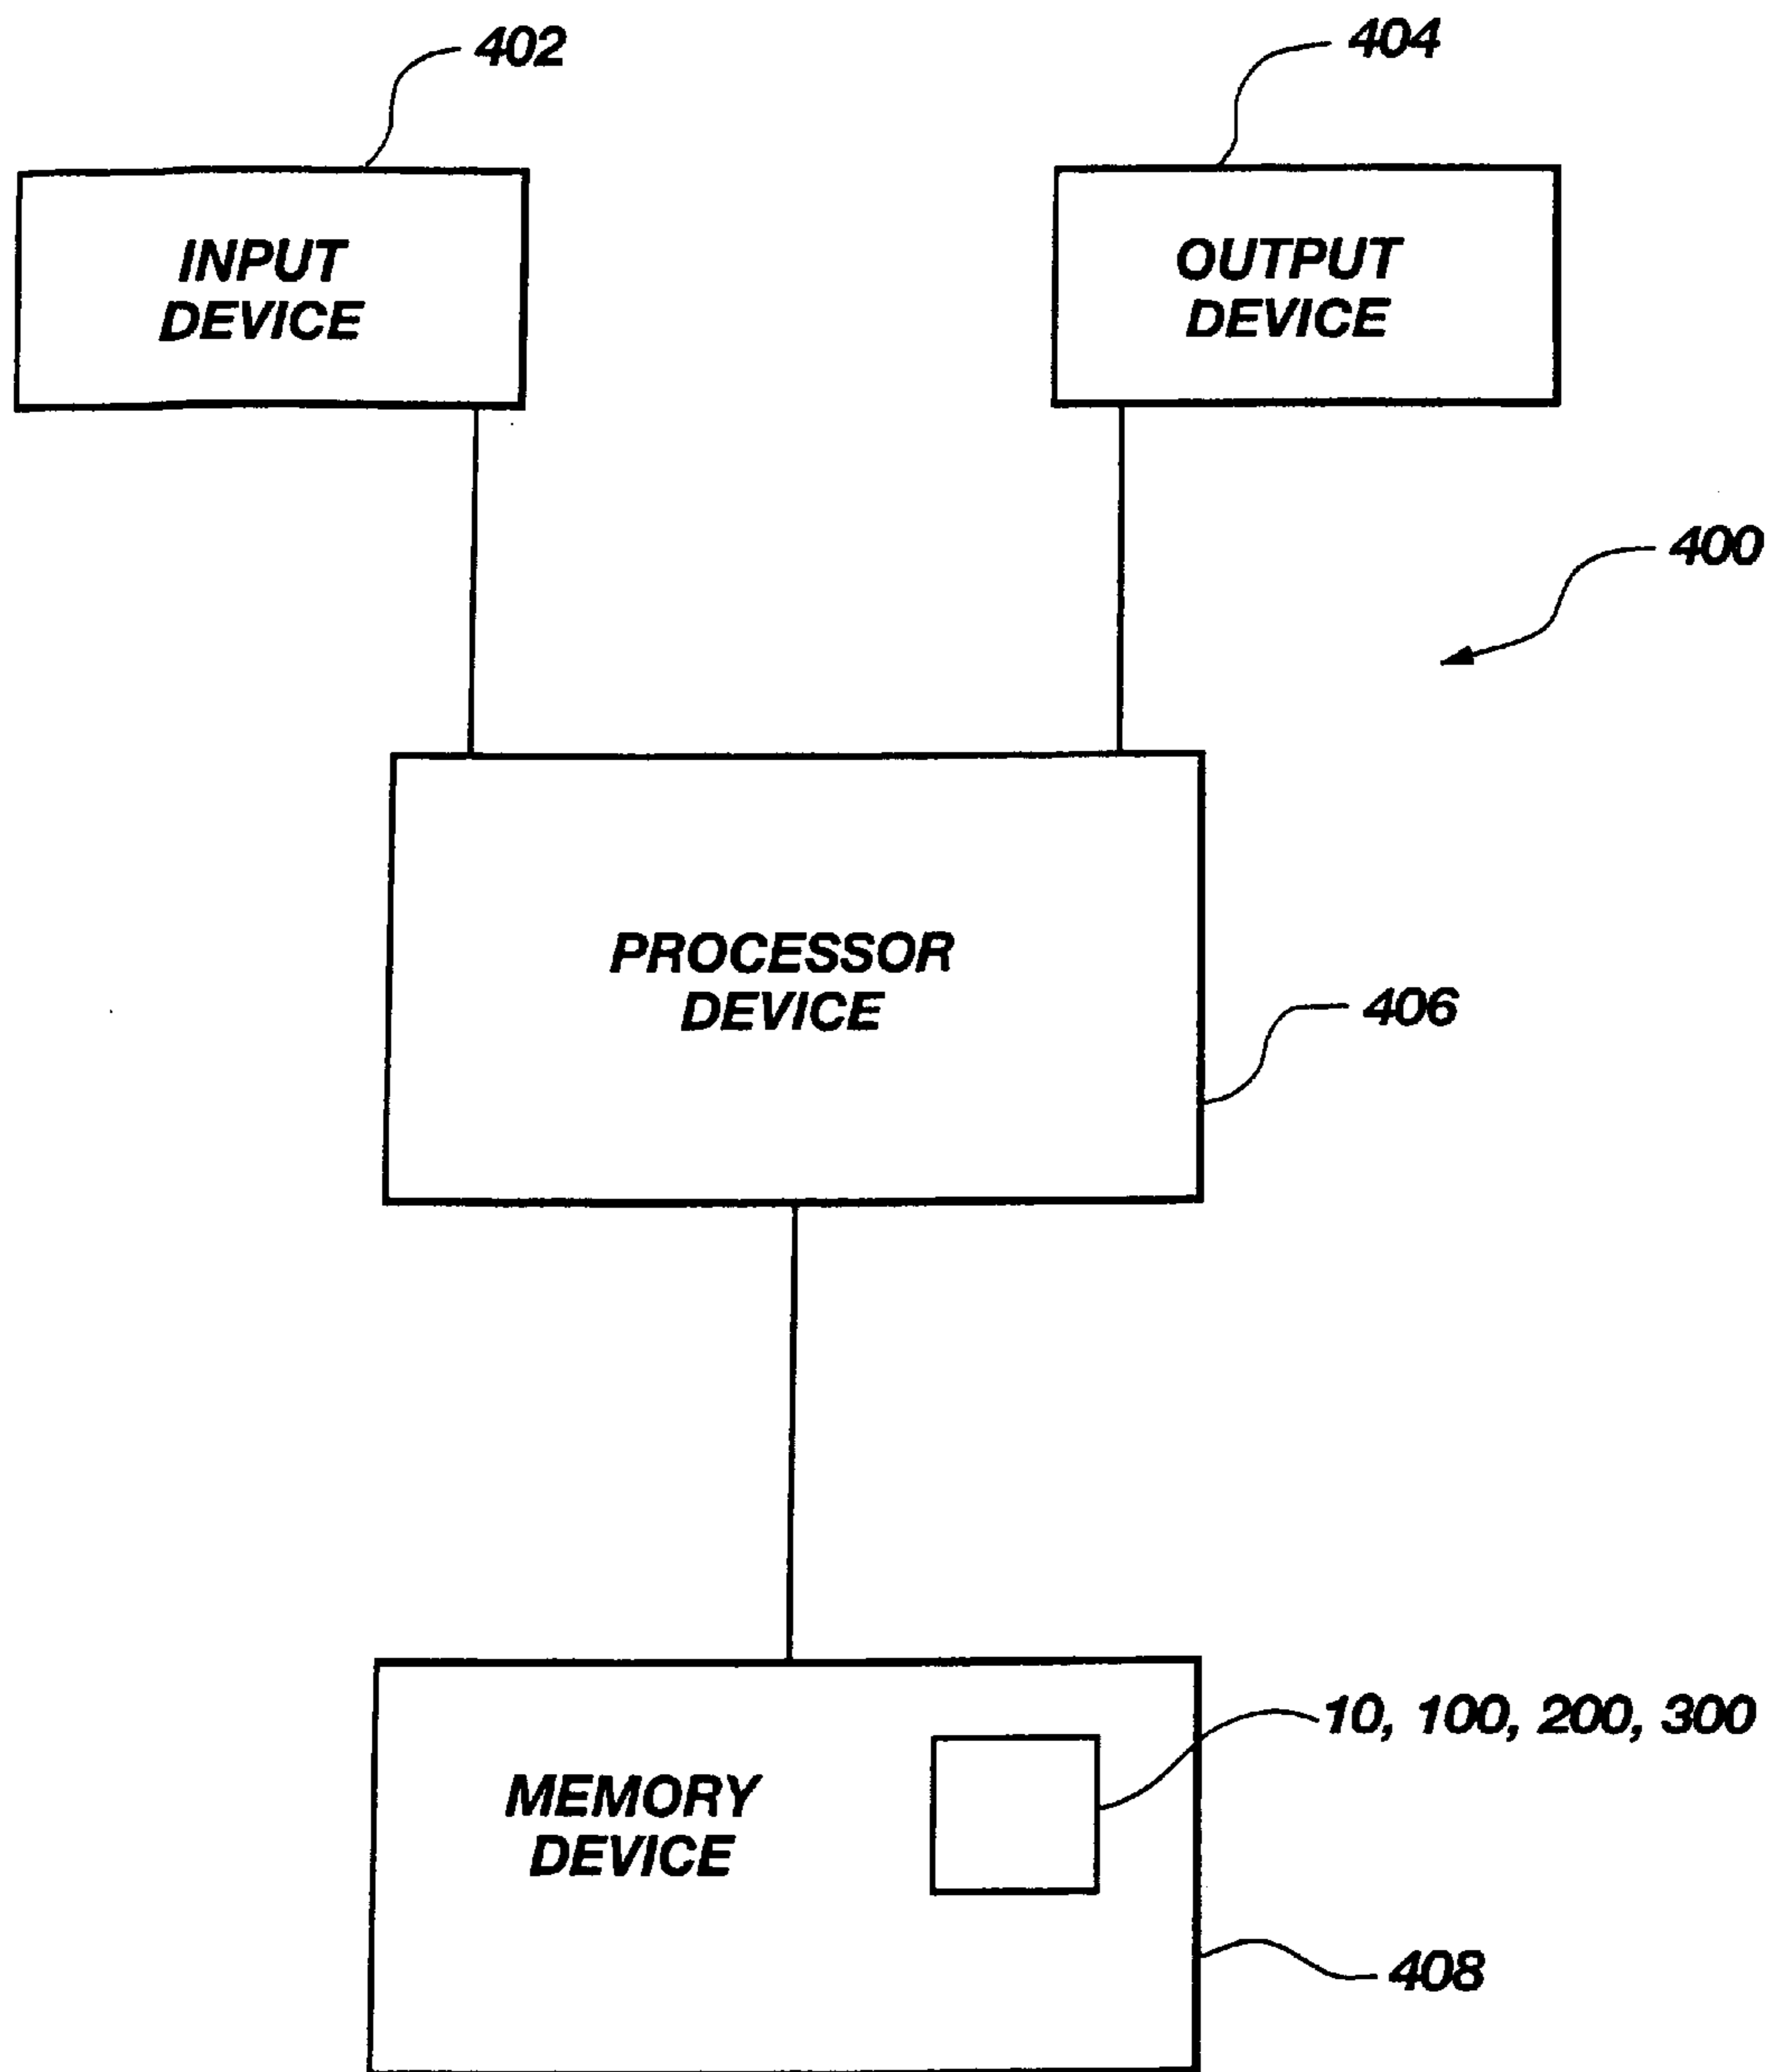 402
404
INPUT
DEVICE
OUTPUT
DEVICE
400
PROCESSOR
DEVICE
406
10, 100, 200, 300
MEMORY
DEVICE
408